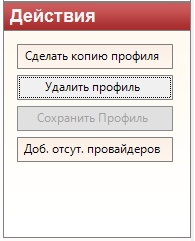 Действия
Сделать копию профиля
Удалить профиль
Сохранить Профиль
Доб. отсут. провайдеров